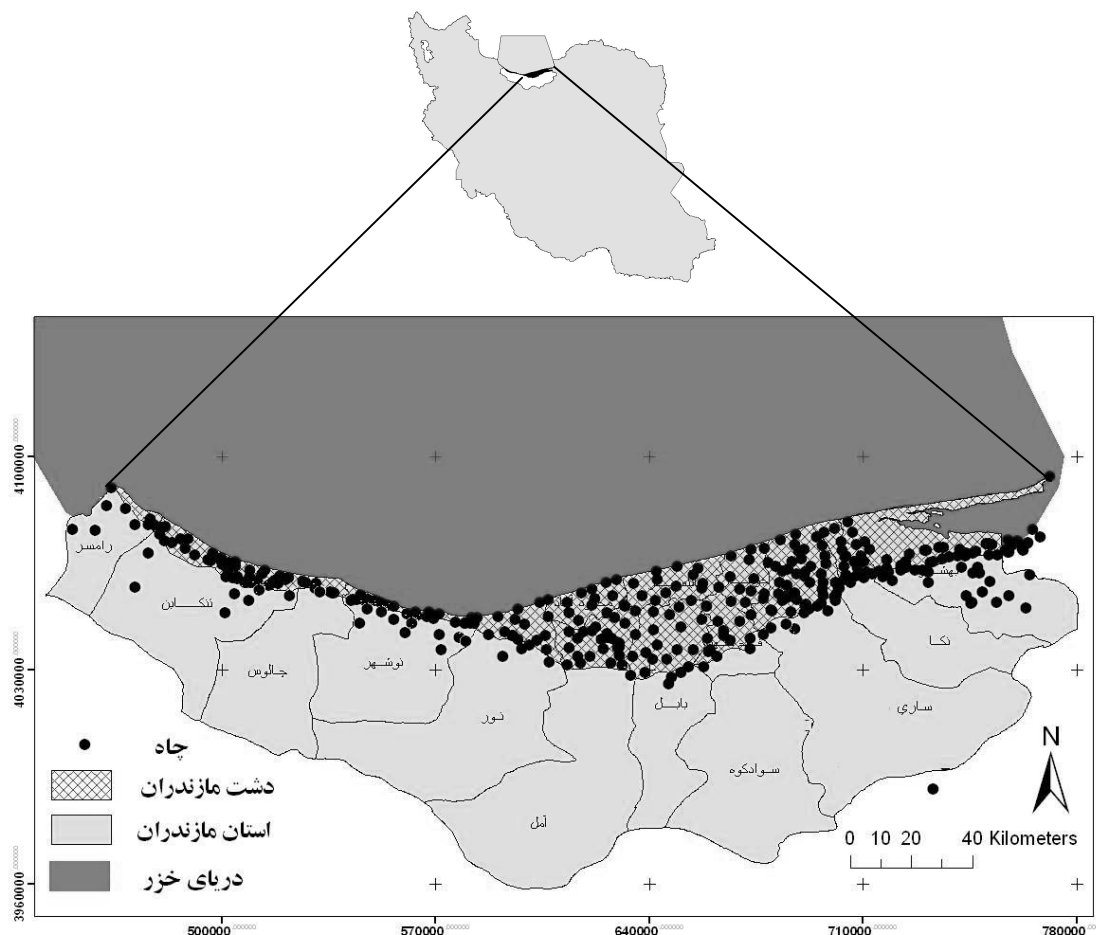 4100000
4030000
3960000
رامسر
تنکابن
چالوس
نوشهر
نور
آمل
بابل
سوادکوه
ساري
نکا
N
0 10 20 40 Kilometers
چاه
دشت مازندران
استان مازندران
دریای خزر
500000
570000
640000
710000
780000